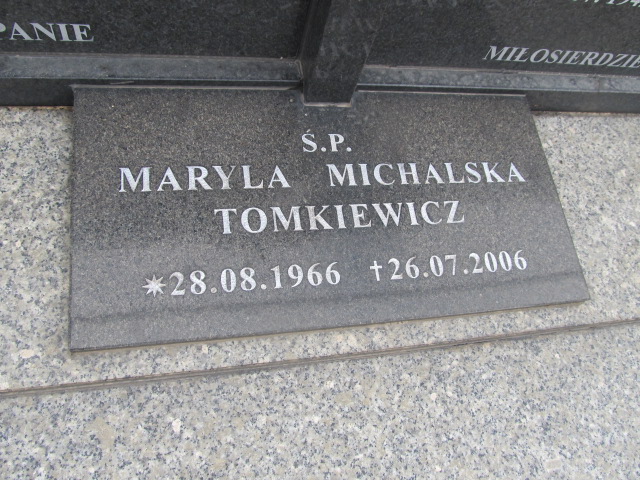 PANIE
MIŁOSIERDZIE
Ś.P.
MARYLA MICHALSKA
TOMKIEWICZ
*28.08.1966 †26.07.2006